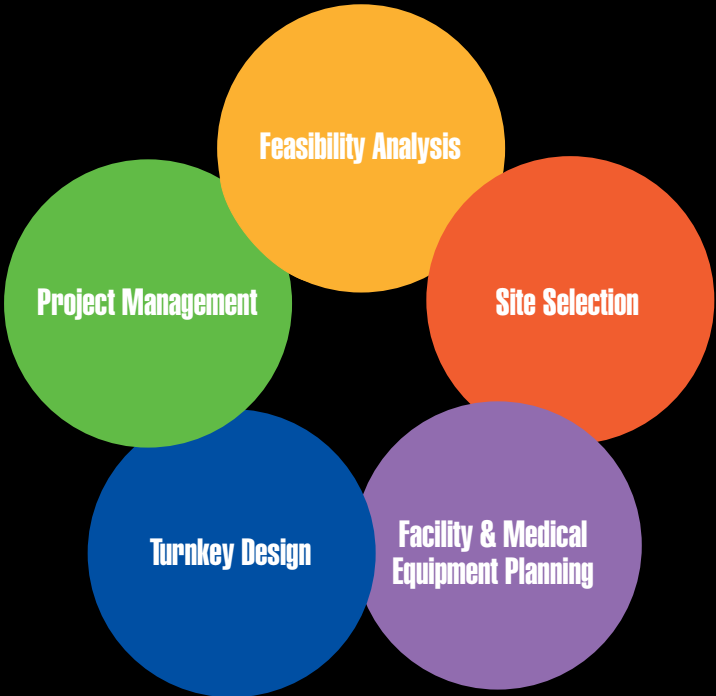 Feasibility Analysis
Project Management
Site Selection
Turnkey Design
Facility & Medical
Equipment Planning